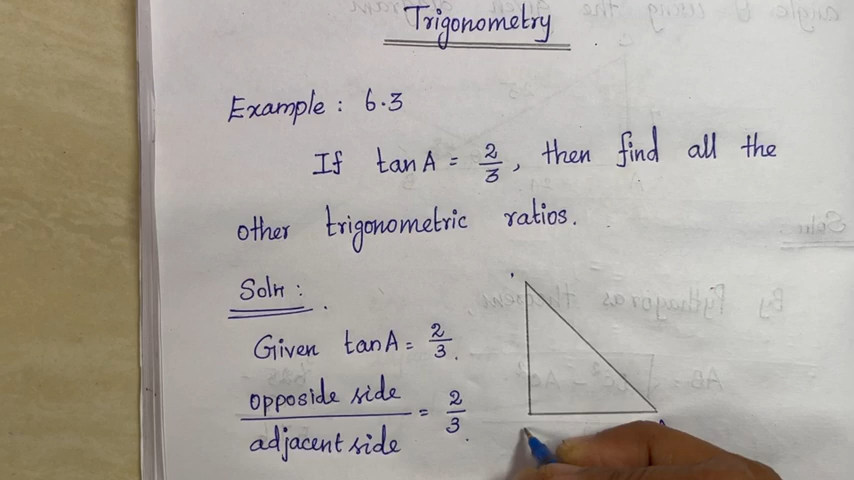 Trigonometry
Example : 6.3
If tan A = 2/3, then find all the
other trigonometric ratios.
Soln :
Given tan A = 2/3.
opposide side / adjacent side = 2/3.
A